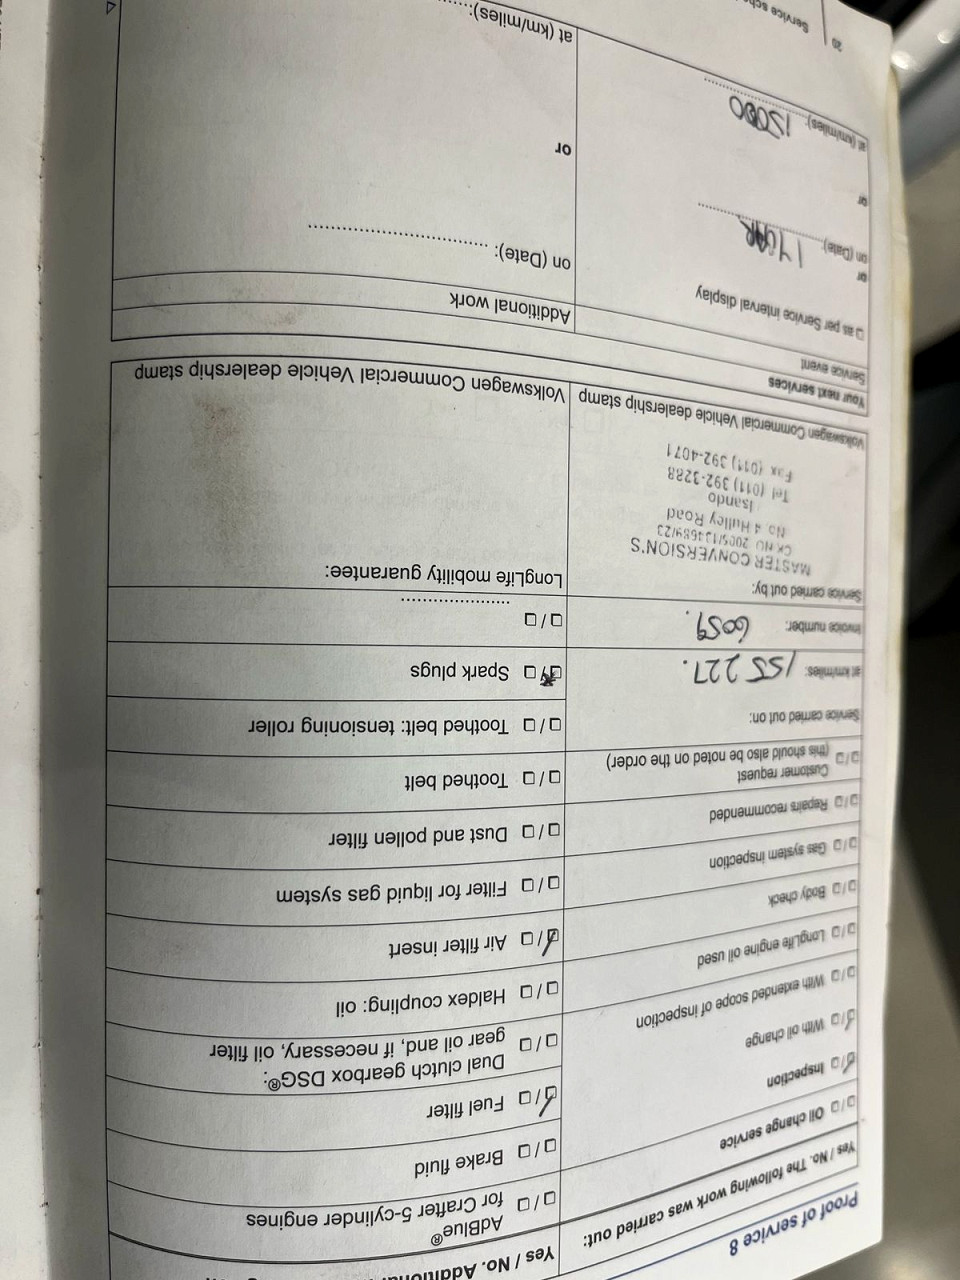 Proof of service 8
Yes / No. The following work was carried out:
Oil change service
Inspection
With oil change
With extended scope of inspection
LongLife engine oil used
Body check
Gas system inspection
Repairs recommended
Customer request
(this should also be noted on the order)
Service carried out on:
at km/miles: 155 227.
Invoice number: 6059.
Service carried out by:
MASTER CONVERSION'S
CK NO 2005/134689/23
No 4 Hulley Road
Isando
Tel (011) 392-3288
Fax (011) 392-4071
Volkswagen Commercial Vehicle dealership stamp
Yes / No.
AdBlue®
for Crafter 5-cylinder engines
Brake fluid
Fuel filter
Dual clutch gearbox DSG®:
gear oil and, if necessary, oil filter
Haldex coupling: oil
Air filter insert
Filter for liquid gas system
Dust and pollen filter
Toothed belt
Toothed belt: tensioning roller
Spark plugs
LongLife mobility guarantee:
Volkswagen Commercial Vehicle dealership stamp
Your next services
Service event
as per Service interval display
or
on (Date): 1 YEAR
or
at (km/miles): 15000
Additional work
on (Date):
or
at (km/miles):
20
Service